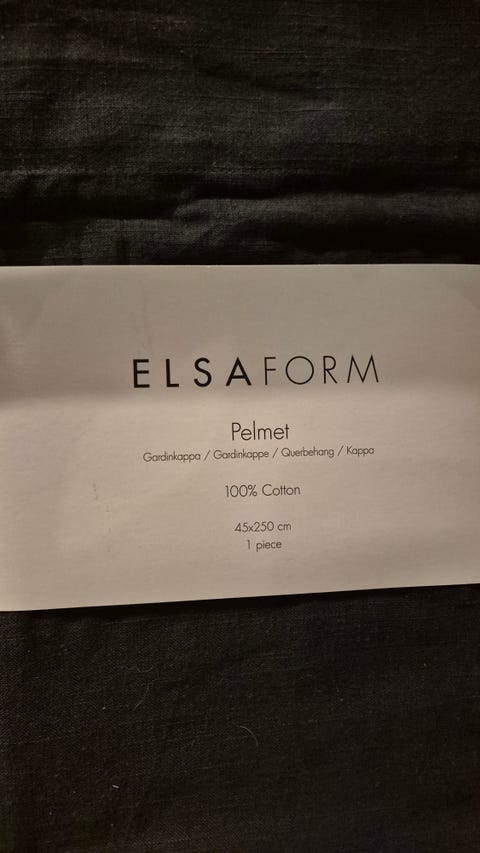 ELSAFORM
Pelmet
Gardinkappa / Gardinkappe / Querbehang / Kappa
100% Cotton
45x250 cm
1 piece